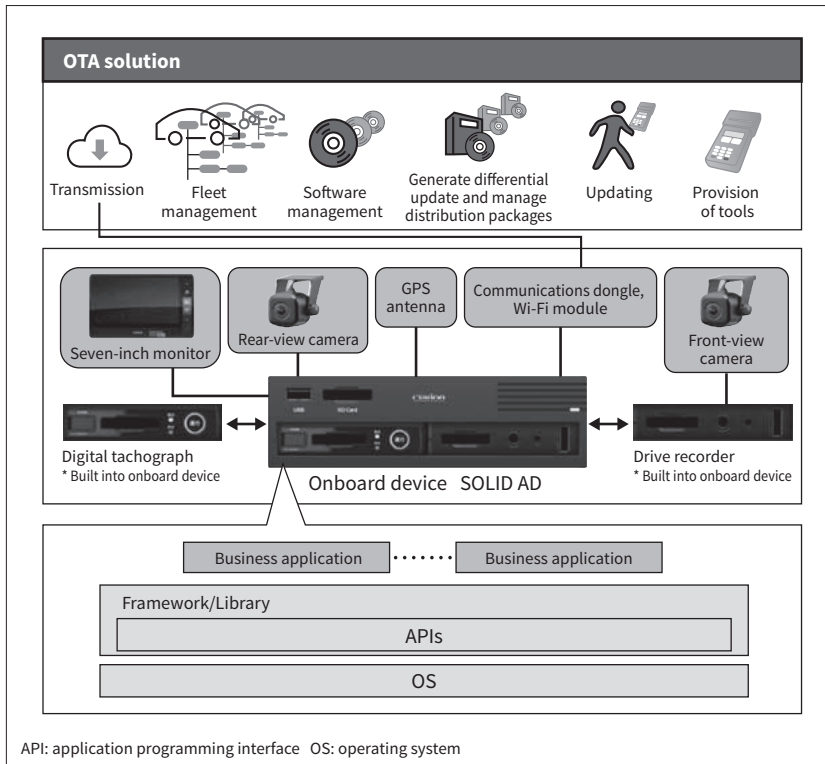 OTA solution
Transmission
Fleet
management
Software
management
Generate differential
update and manage
distribution packages
Updating
Provision
of tools
Seven-inch monitor
Rear-view camera
GPS
antenna
Communications dongle,
Wi-Fi module
Front-view
camera
clarion
USB
SD Card
Digital tachograph
* Built into onboard device
Onboard device SOLID AD
Drive recorder
* Built into onboard device
Business application
Business application
Framework/Library
APIs
OS
API: application programming interface OS: operating system